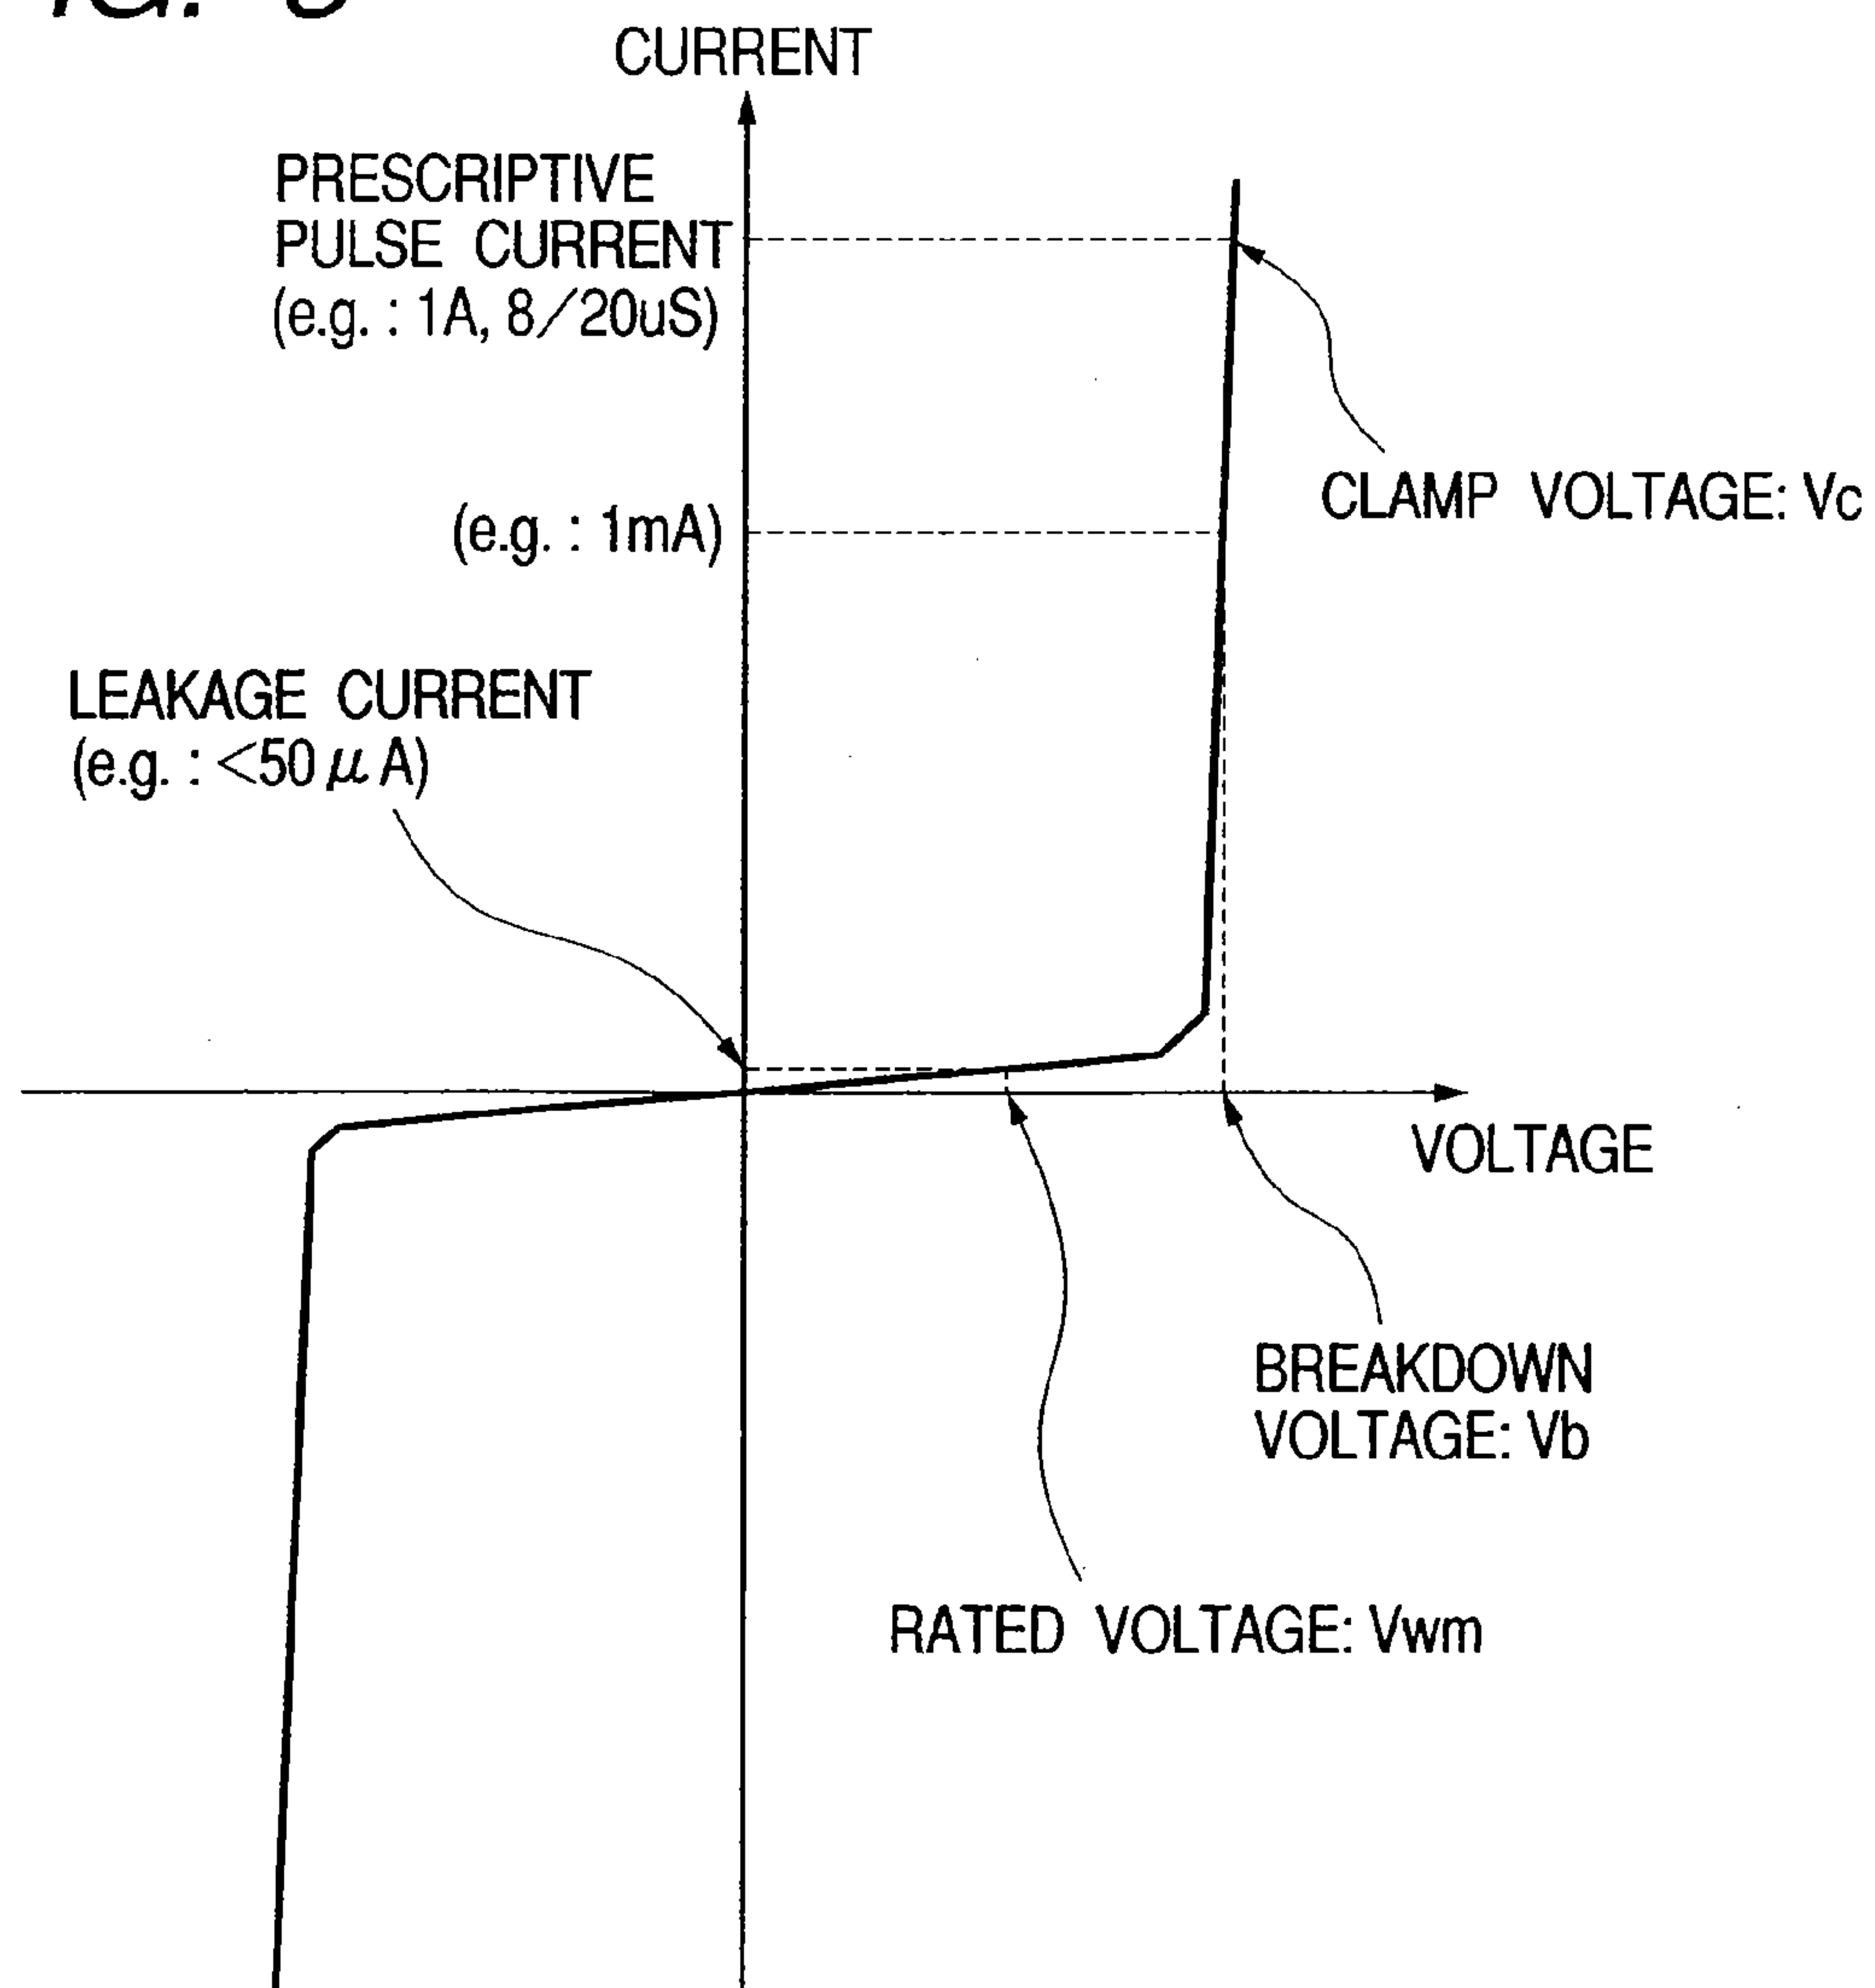 CURRENT
PRESCRIPTIVE
PULSE CURRENT
(e.g. : 1A, 8/20uS)
CLAMP VOLTAGE: Vc
(e.g. : 1mA)
LEAKAGE CURRENT
(e.g. : <50μA)
VOLTAGE
BREAKDOWN
VOLTAGE: Vb
RATED VOLTAGE: Vwm